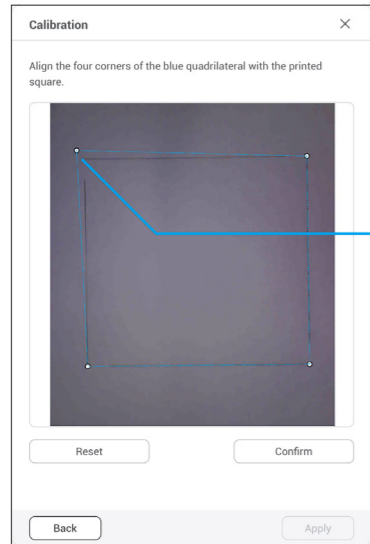 Calibration
Align the four corners of the blue quadrilateral with the printed
square.
Reset
Confirm
Back
Apply